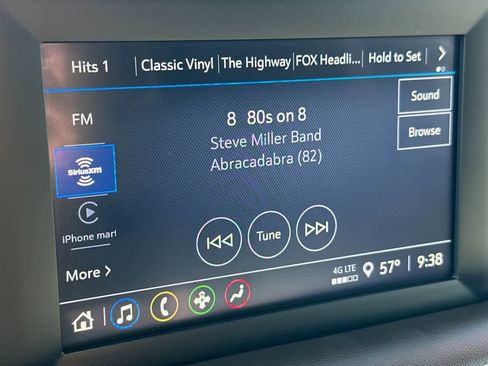 Hits 1 Classic Vinyl The Highway FOX Headli... Hold to Set
FM
8 80s on 8
Steve Miller Band
Abracadabra (82)
Sound
Browse
SiriusXM
iPhone mart
Tune
More
4G LTE 57° 9:38